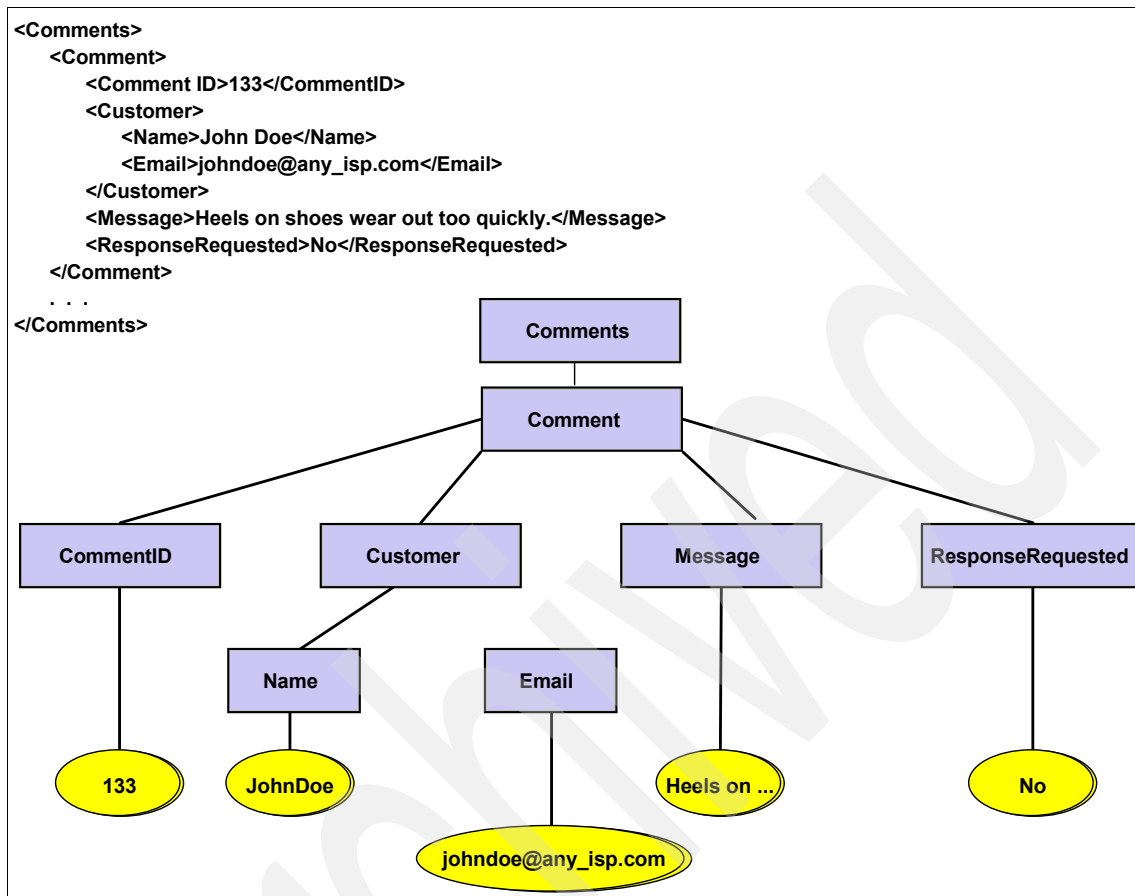 <Comments>
<Comment>
<Comment ID>133</CommentID>
<Customer>
<Name>John Doe</Name>
<Email>johndoe@any_isp.com</Email>
</Customer>
<Message>Heels on shoes wear out too quickly.</Message>
<ResponseRequested>No</ResponseRequested>
</Comment>
. . .
</Comments>
Comments
Comment
CommentID Customer Message ResponseRequested
Name Email
133 JohnDoe Heels on ... No
johndoe@any_isp.com